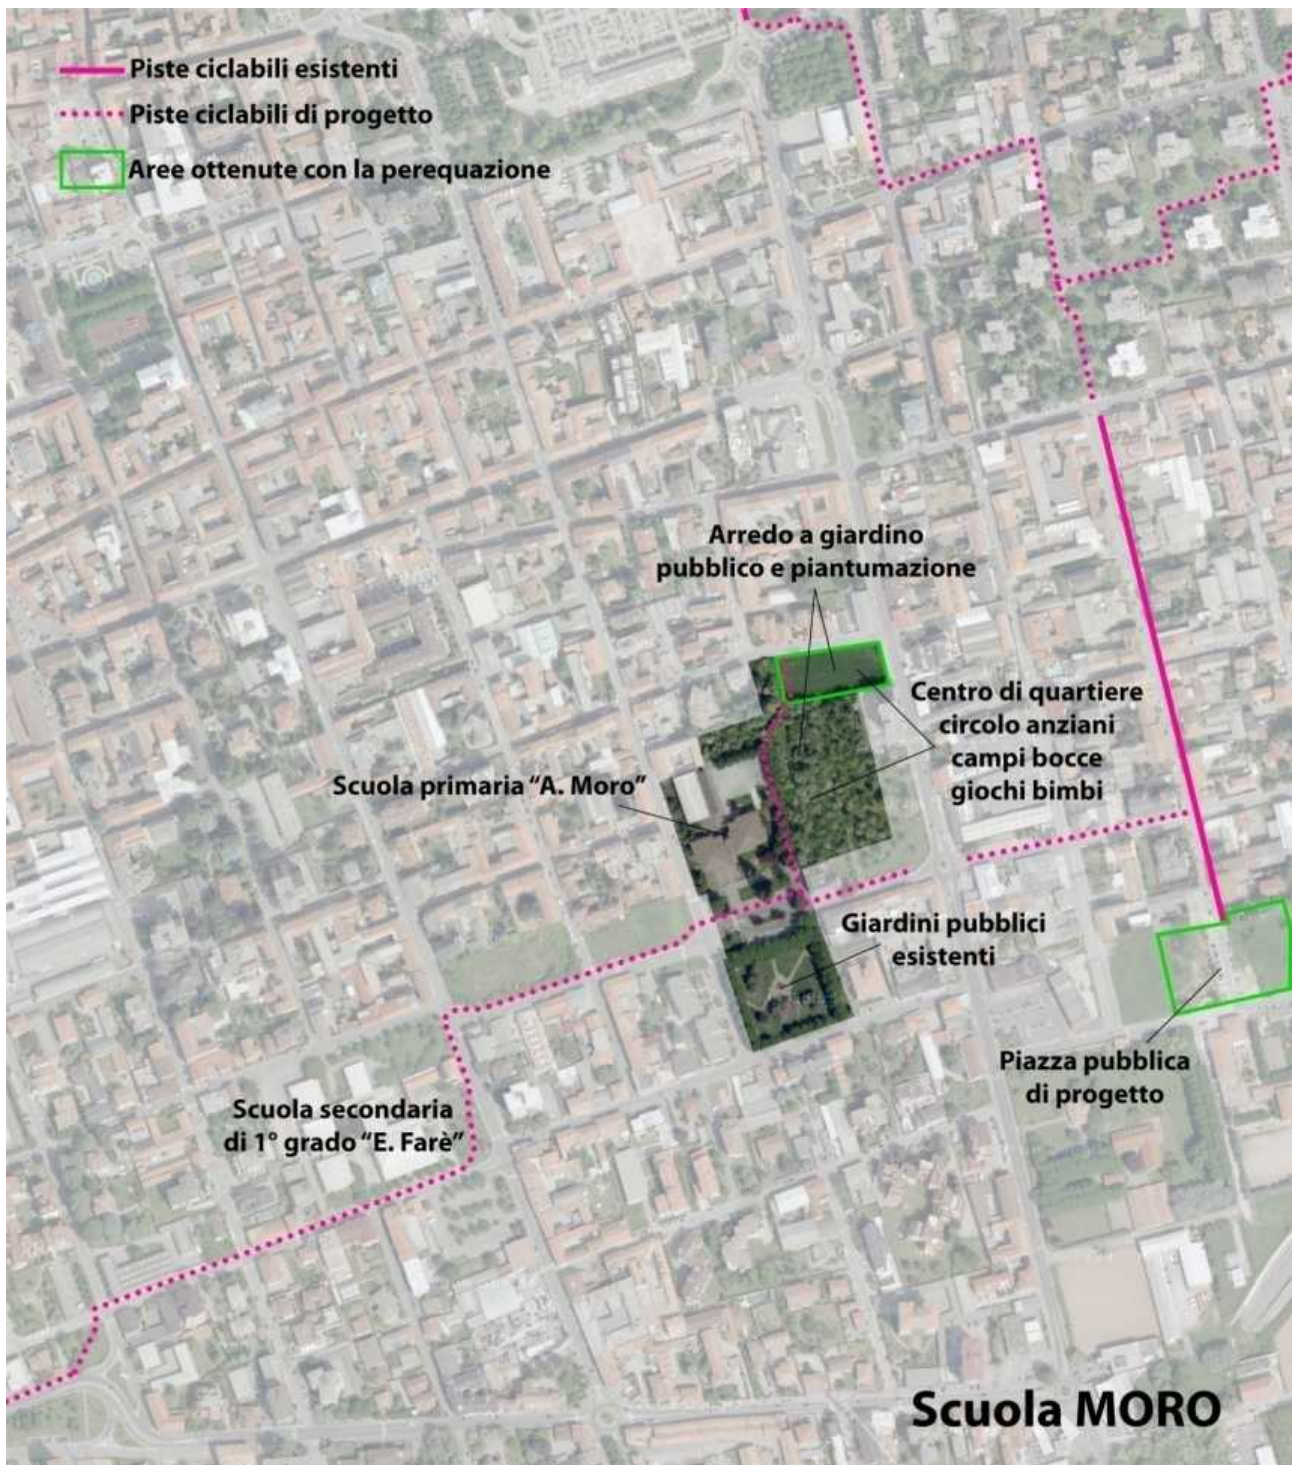 Piste ciclabili esistenti
Piste ciclabili di progetto
Aree ottenute con la perequazione
Arredo a giardino
pubblico e piantumazione
Centro di quartiere
circolo anziani
campi bocce
giochi bimbi
Scuola primaria “A. Moro”
Giardini pubblici
esistenti
Piazza pubblica
di progetto
Scuola secondaria
di 1° grado “E. Farè”
Scuola MORO